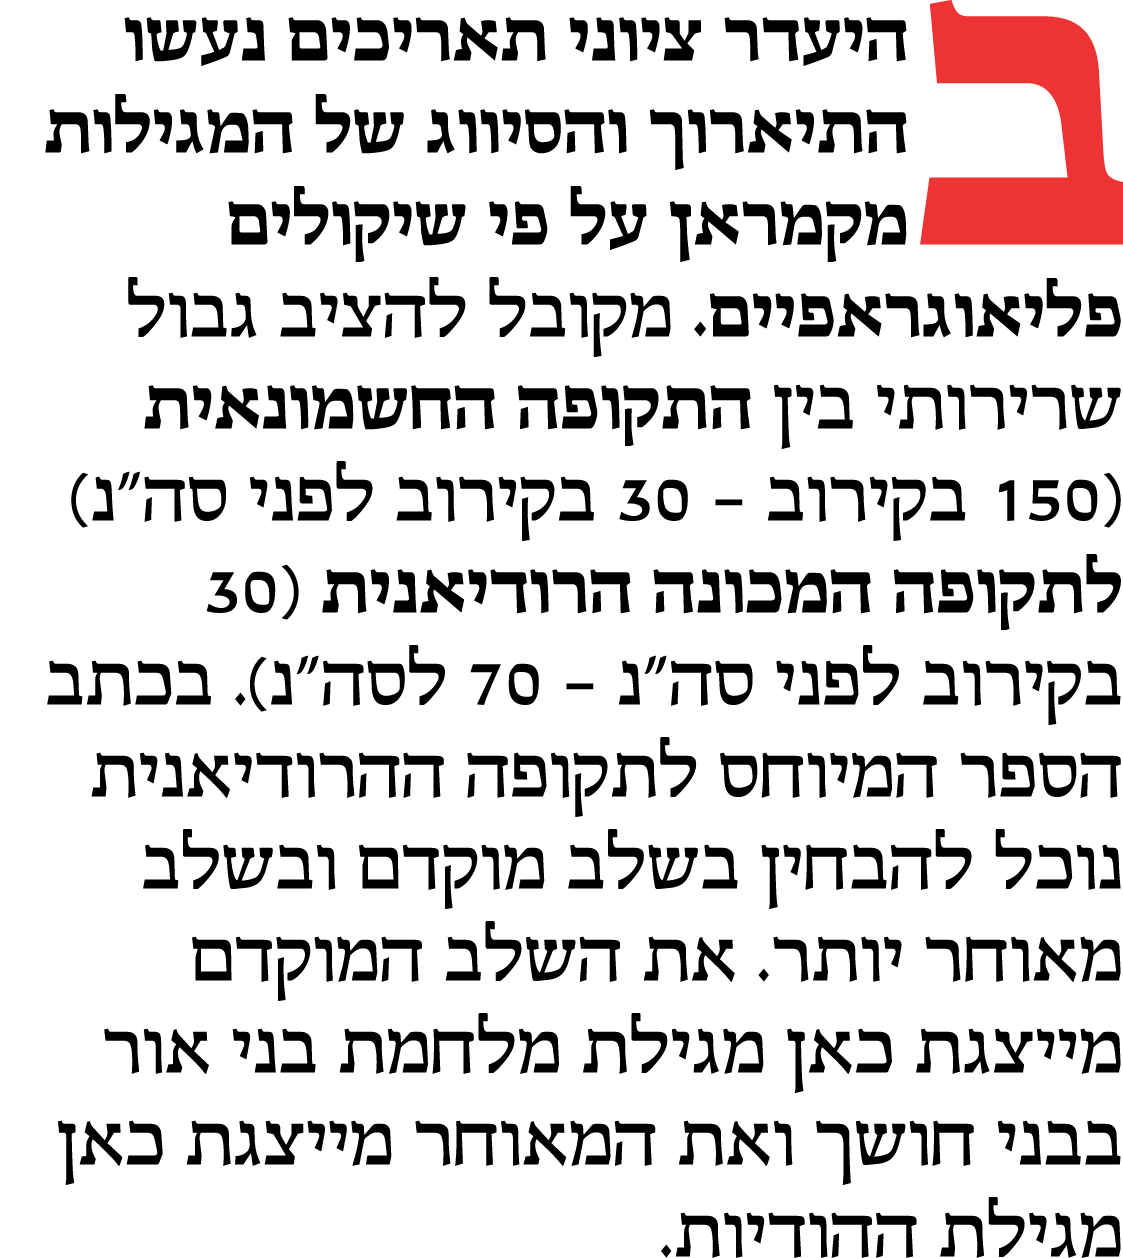 בהיעדר ציוני תאריכים נעשו
התיארוך והסיווג של המגילות
מקמראן על פי שיקולים
פליאוגראפיים. מקובל להציב גבול
שרירותי בין התקופה החשמונאית
(150 בקירוב – 30 בקירוב לפני סה״נ)
לתקופה המכונה הרודיאנית (30
בקירוב לפני סה״נ – 70 לסה״נ). בכתב
הספר המיוחס לתקופה ההרודיאנית
נוכל להבחין בשלב מוקדם ובשלב
מאוחר יותר. את השלב המוקדם
מייצגת כאן מגילת מלחמת בני אור
בבני חושך ואת המאוחר מייצגת כאן
מגילת ההודיות.